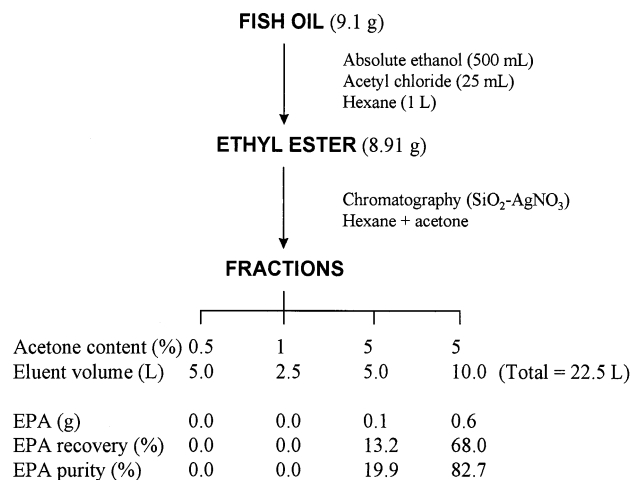 FISH OIL (9.1 g)
Absolute ethanol (500 mL)
Acetyl chloride (25 mL)
Hexane (1 L)
ETHYL ESTER (8.91 g)
Chromatography (SiO₂-AgNO₃)
Hexane + acetone
FRACTIONS
Acetone content (%) 0.5 1 5 5
Eluent volume (L) 5.0 2.5 5.0 10.0 (Total = 22.5 L)
EPA (g) 0.0 0.0 0.1 0.6
EPA recovery (%) 0.0 0.0 13.2 68.0
EPA purity (%) 0.0 0.0 19.9 82.7